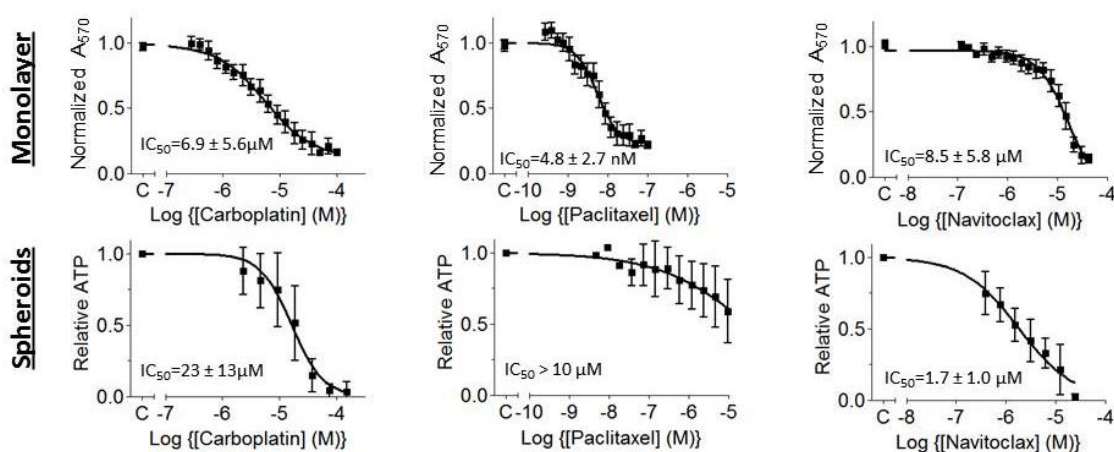 Monolayer
Normalized A570
1.0
0.5
0.0
IC50=6.9 ± 5.6µM
C -7 -6 -5 -4
Log {[Carboplatin] (M)}
Normalized A570
1.0
0.5
0.0
IC50=4.8 ± 2.7 nM
C -10 -9 -8 -7 -6 -5
Log {[Paclitaxel] (M)}
Normalized A570
1.0
0.5
0.0
IC50=8.5 ± 5.8 µM
C -8 -7 -6 -5 -4
Log {[Navitoclax] (M)}
Spheroids
Relative ATP
1.0
0.5
0.0
IC50=23 ± 13µM
C -7 -6 -5 -4
Log {[Carboplatin] (M)}
Relative ATP
1.0
0.5
0.0
IC50 > 10 µM
C -10 -9 -8 -7 -6 -5
Log {[Paclitaxel] (M)}
Relative ATP
1.0
0.5
0.0
IC50=1.7 ± 1.0 µM
C -8 -7 -6 -5 -4
Log {[Navitoclax] (M)}